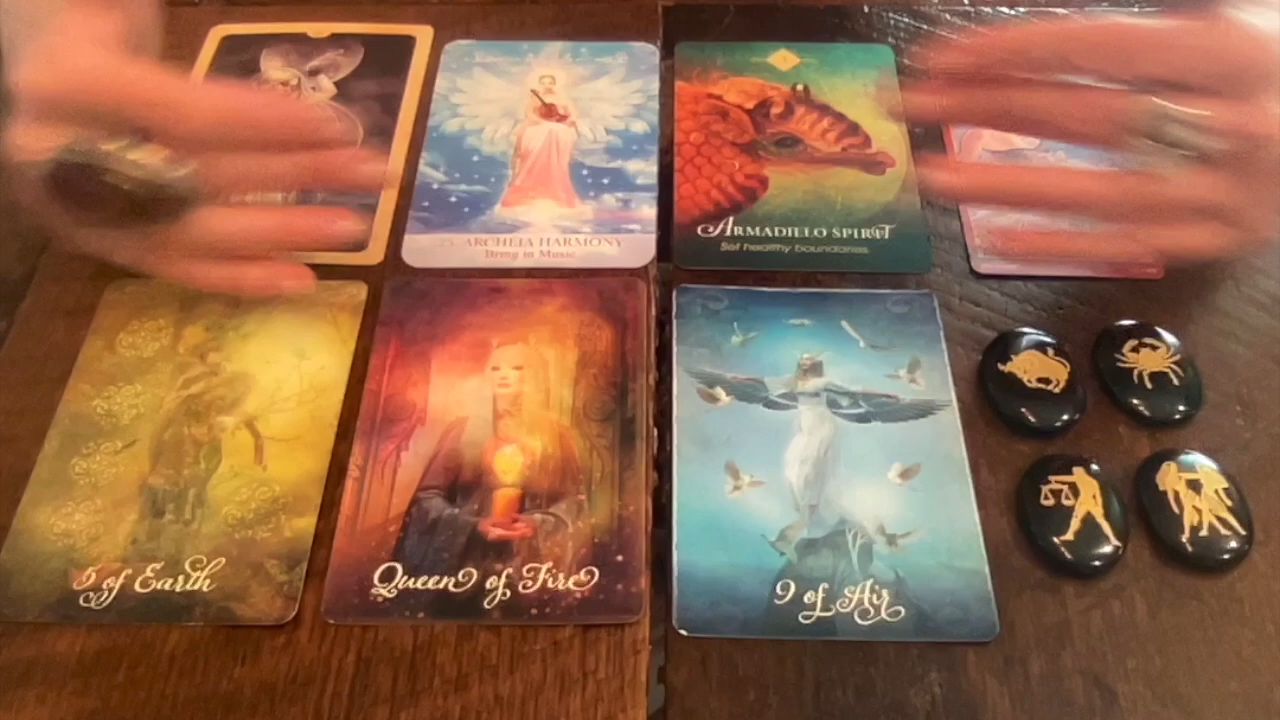 ARCHEIA HARMONY
Bring in Music
ARMADILLO SPIRIT
Set healthy boundaries
5 of Earth
Queen of Fire
9 of Air